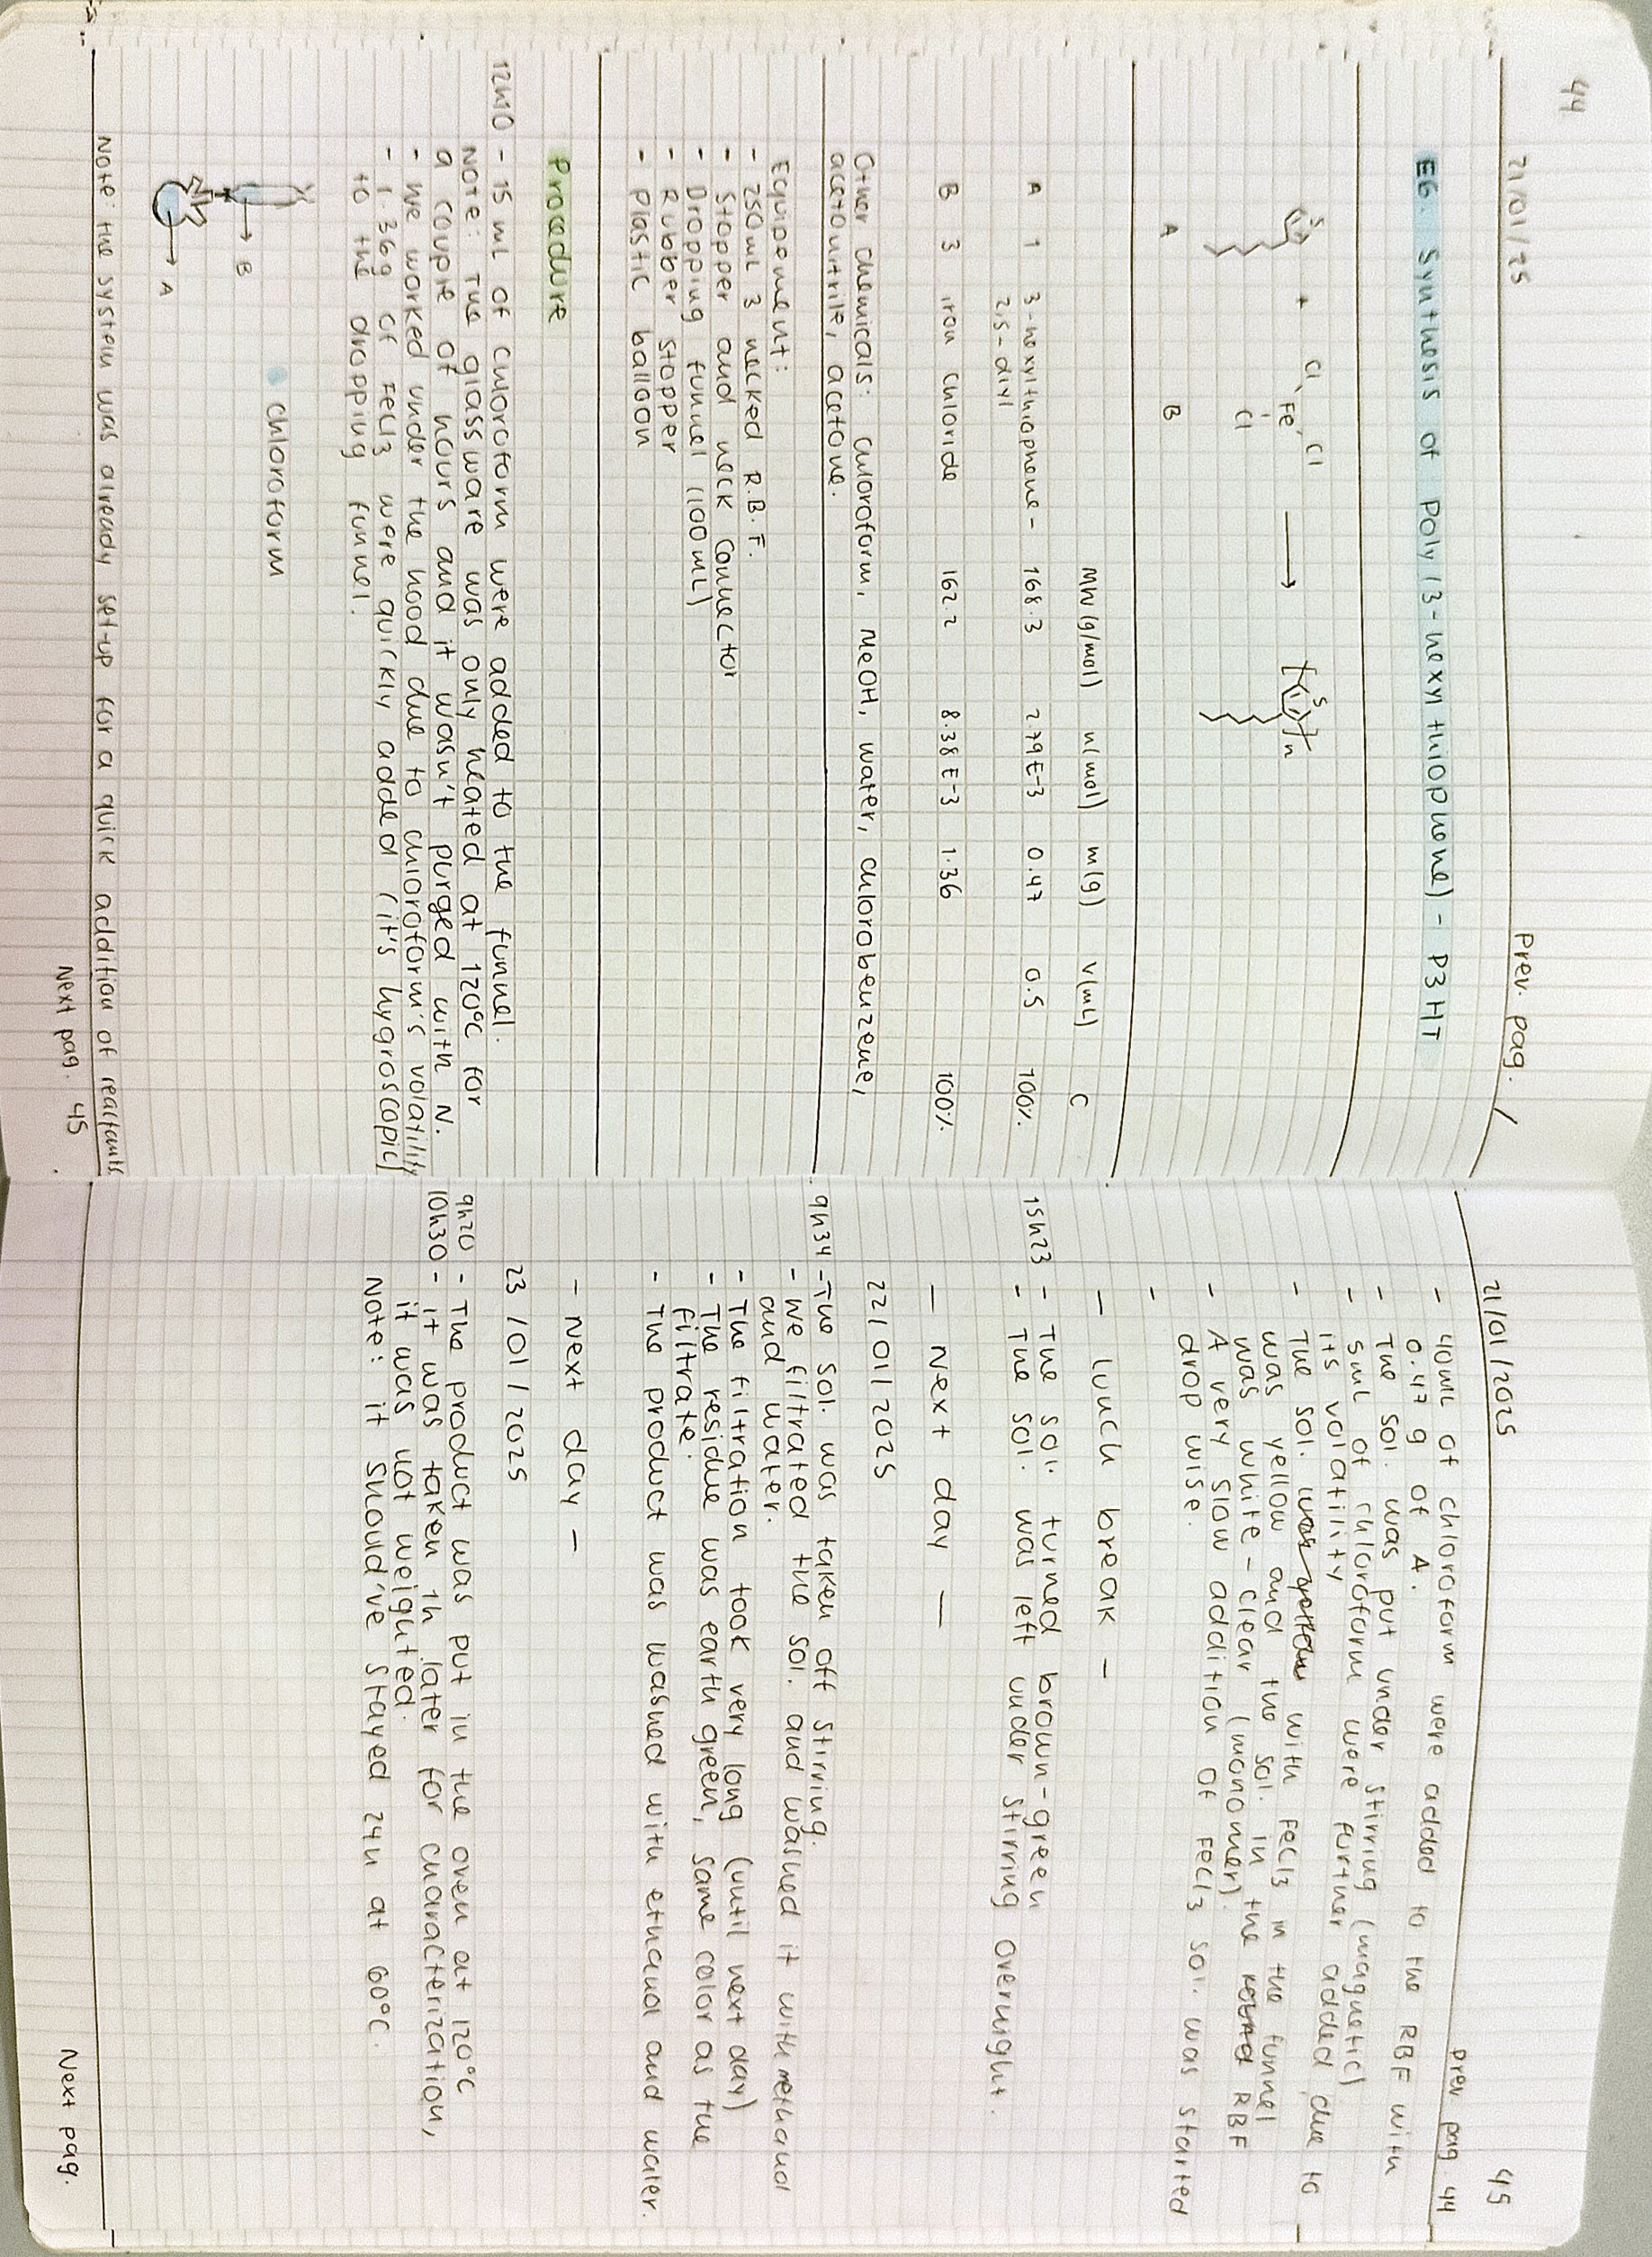 44
21/01/25
Prev. pag. /
E6. Synthesis of Poly(3-hexylthiophene) - P3HT
S + Cl Fe Cl Cl → [ S ]n
A B
MW(g/mol) n(mol) m(g) V(mL) C
A 1 3-hexylthiophene- 168.3 2.79E-3 0.47 0.5 100%
2,5-diyl
B 3 iron chloride 162.2 8.38E-3 1.36 100%
Other chemicals: chloroform, MeOH, water, chlorobenzene,
acetonitrile, acetone.
Equipement:
- 250mL 3 necked R.B.F.
- Stopper and neck connector
- Dropping funnel (100mL)
- Rubber stopper
- Plastic balloon
Procedure
12h10 - 15 mL of chloroform were added to the funnel.
Note: The glassware was only heated at 120°C for
a couple of hours and it wasn't purged with N.
- We worked under the hood due to chloroform's volatility
- 1.36g of FeCl3 were quickly added (it's hygroscopic)
to the dropping funnel.
Chloroform
B
A
Note: the system was already set-up for a quick addition of reactants
Next pag. 45
45
21/01/2025
prev pag. 44
- 40mL of chloroform were added to the RBF with
0.47 g of A.
- The sol. was put under stirring (magnetic)
- 5mL of chloroform were further added due to
its volatility
- The sol. was yellow with FeCl3 in the funnel
was yellow and the sol. in the RBF
was white-clear (monomer).
- A very slow addition of FeCl3 sol. was started
drop wise.
-
- lunch break -
15h23 - The sol. turned brown-green
- The sol. was left under stirring overnight.
- Next day -
22/01/2025
9h34 - The sol. was taken off stirring.
- We filtrated the sol. and washed it with methanol
and water.
- The filtration took very long (until next day)
- The residue was earth green, same color as the
filtrate.
- The product was washed with ethanol and water.
- Next day -
23/01/2025
9h20 - The product was put in the oven at 120°C
10h30 - it was taken 1h later for characterization,
it was not weighted.
Note: it should've stayed 24h at 60°C.
Next pag.